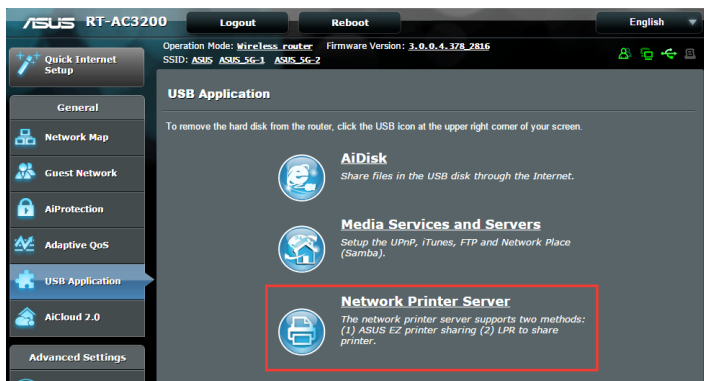 ASUS RT-AC3200 Logout Reboot English
Operation Mode: Wireless router Firmware Version: 3.0.0.4.378_2816
SSID: ASUS ASUS_5G-1 ASUS_5G-2
Quick Internet
Setup
General
Network Map
Guest Network
AiProtection
Adaptive QoS
USB Application
AiCloud 2.0
Advanced Settings
USB Application
To remove the hard disk from the router, click the USB icon at the upper right corner of your screen.
AiDisk
Share files in the USB disk through the Internet.
Media Services and Servers
Setup the UPnP, iTunes, FTP and Network Place
(Samba).
Network Printer Server
The network printer server supports two methods:
(1) ASUS EZ printer sharing (2) LPR to share
printer.